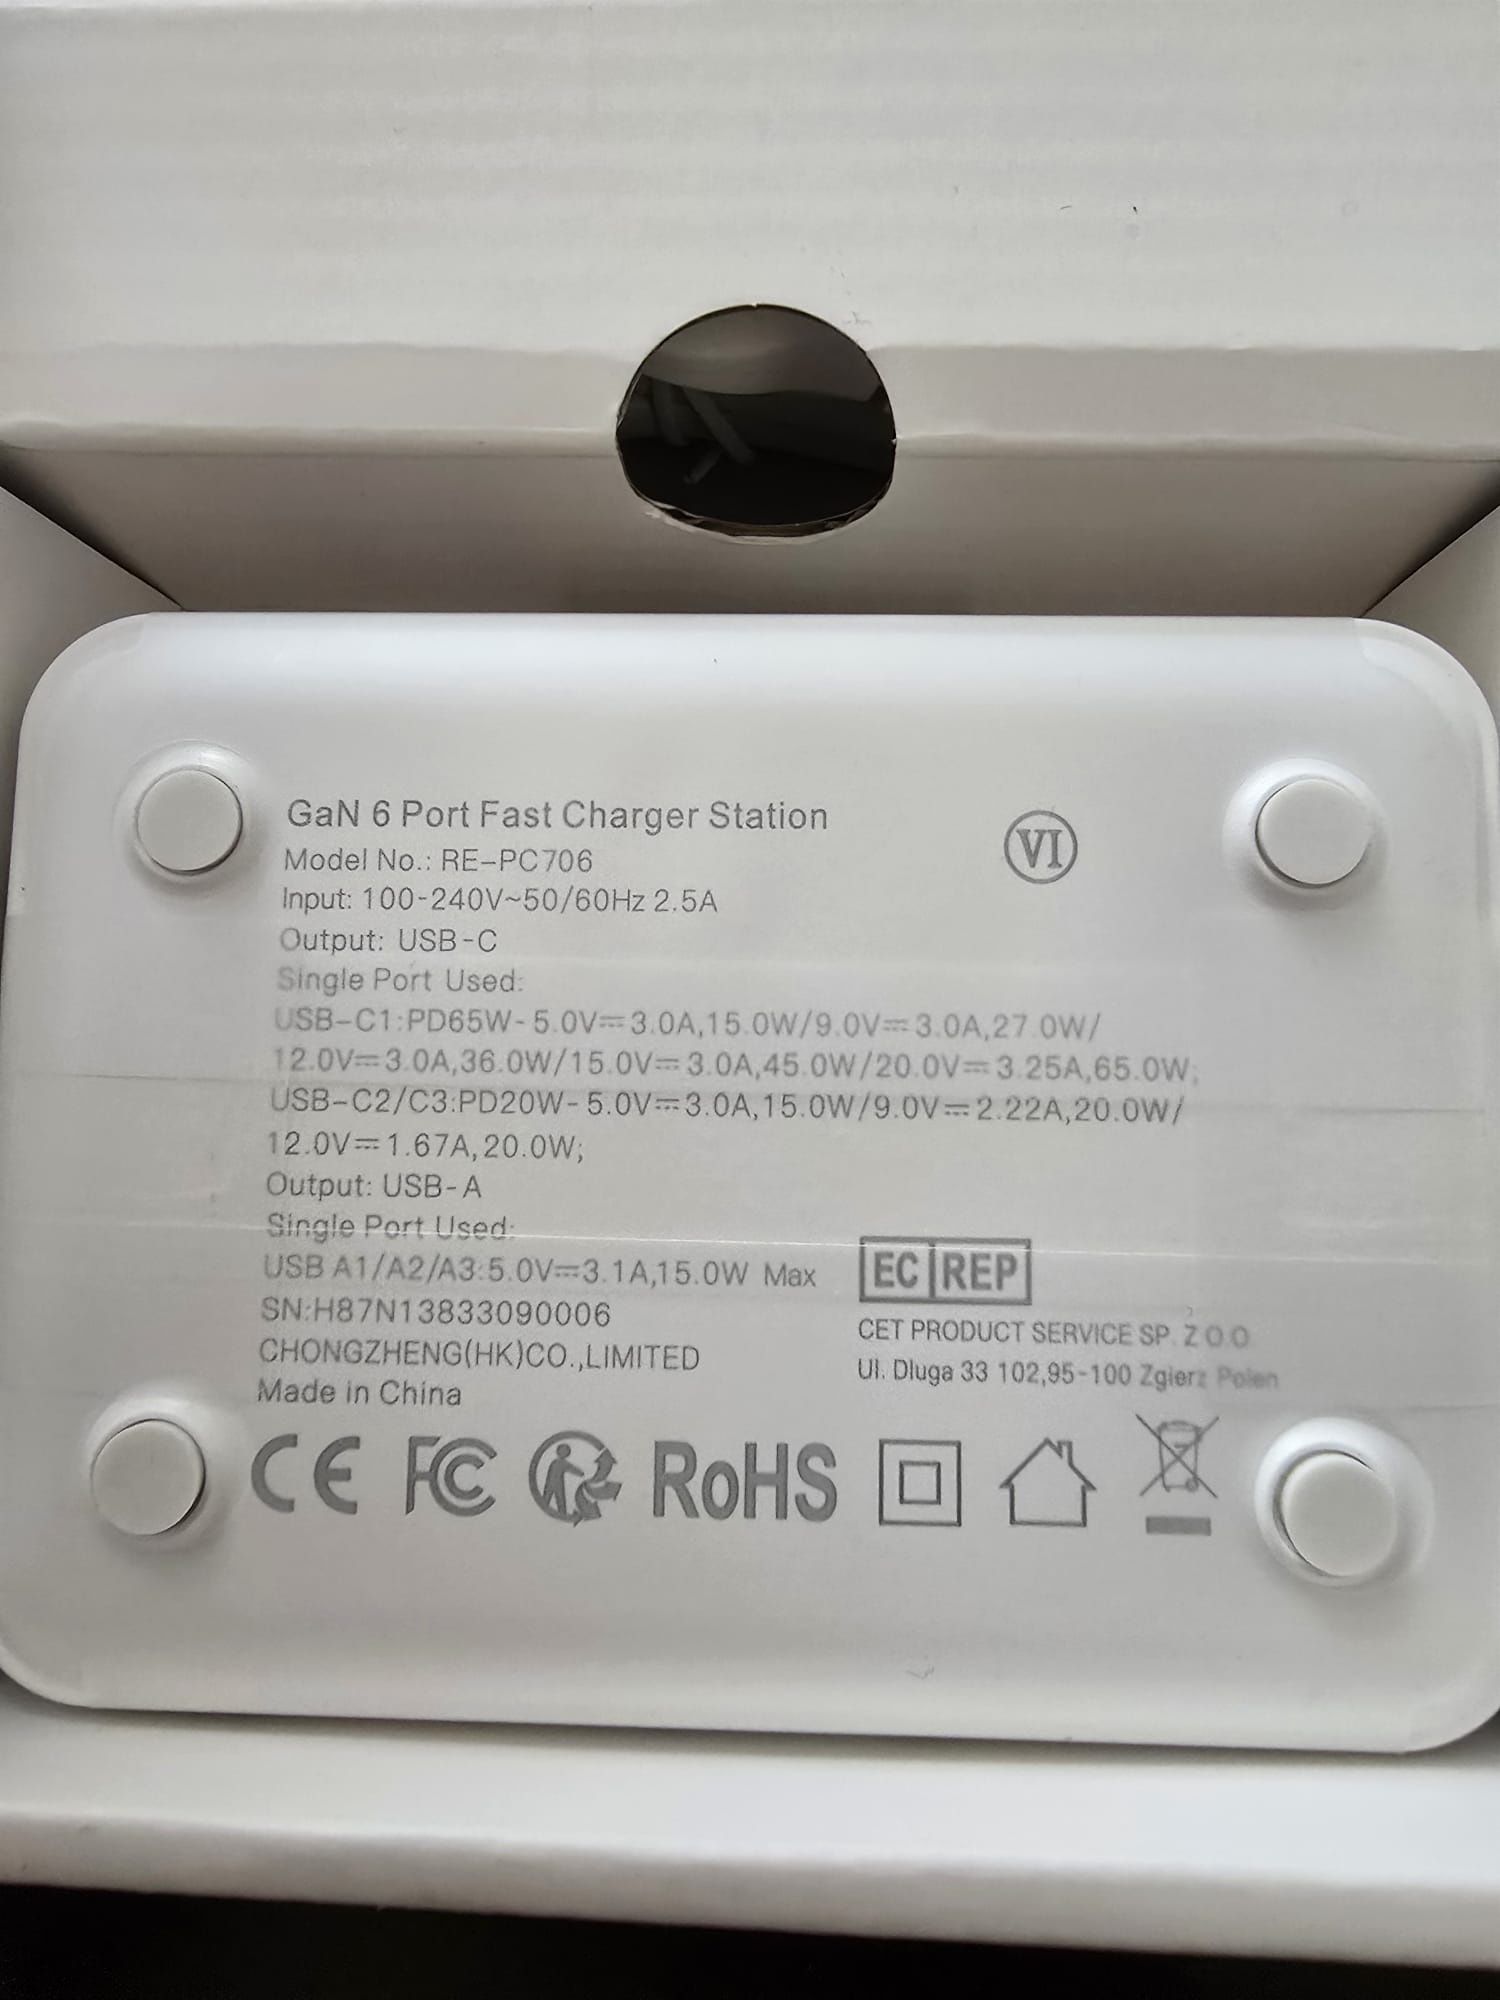 GaN 6 Port Fast Charger Station
VI
Model No.: RE-PC706
Input: 100-240V~50/60Hz 2.5A
Output: USB-C
Single Port Used:
USB-C1:PD65W- 5.0V⎓3.0A,15.0W/9.0V⎓3.0A,27.0W/
12.0V⎓3.0A,36.0W/15.0V⎓3.0A,45.0W/20.0V⎓3.25A,65.0W;
USB-C2/C3:PD20W- 5.0V⎓3.0A,15.0W/9.0V⎓2.22A,20.0W/
12.0V⎓1.67A,20.0W;
Output: USB-A
Single Port Used:
USB A1/A2/A3:5.0V⎓3.1A,15.0W Max
SN:H87N13833090006
CHONGZHENG(HK)CO.,LIMITED
Made in China
EC REP
CET PRODUCT SERVICE SP. Z O.O
Ul. Dluga 33 102,95-100 Zgierz Polen
CE FC RoHS